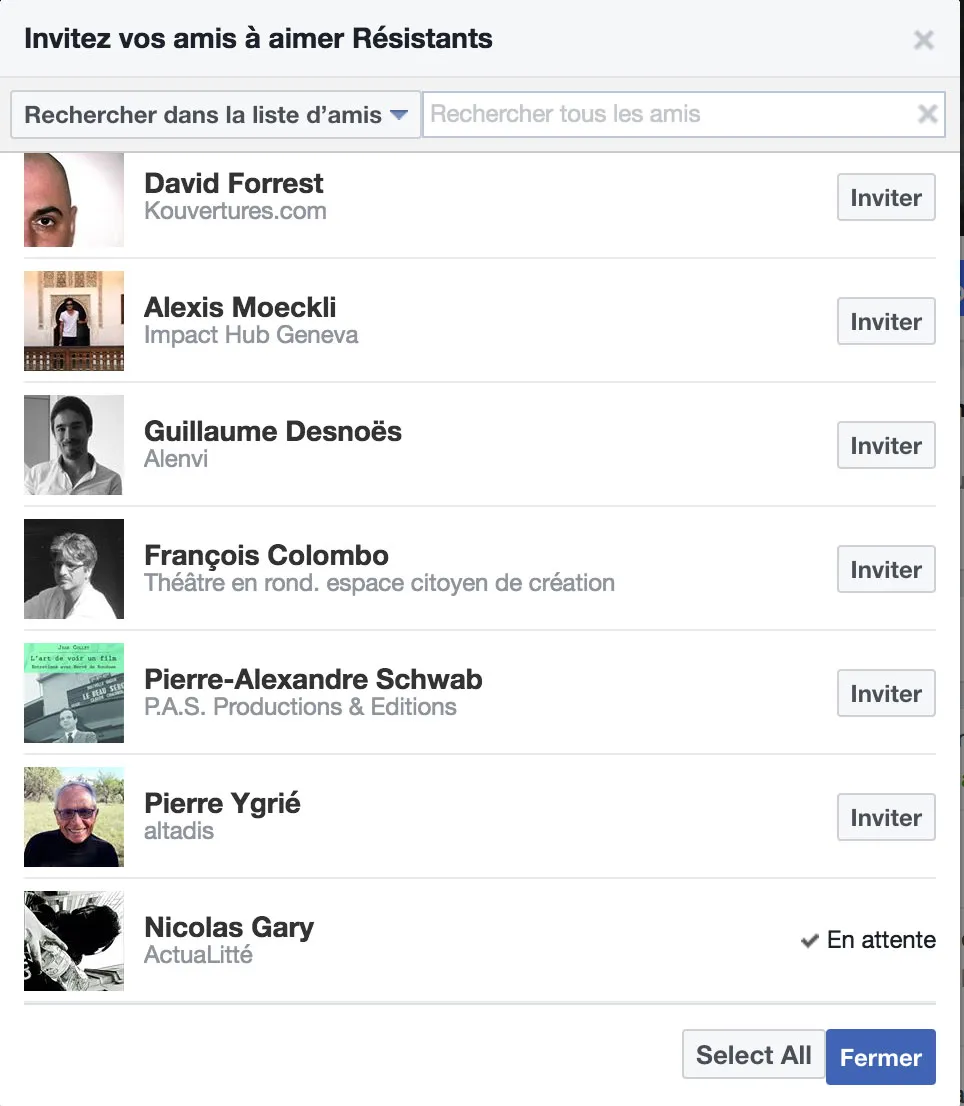 Invitez vos amis à aimer Résistants
Rechercher dans la liste d’amis
Rechercher tous les amis
David Forrest
Kouvertures.com
Inviter
Alexis Moeckli
Impact Hub Geneva
Inviter
Guillaume Desnoës
Alenvi
Inviter
François Colombo
Théâtre en rond. espace citoyen de création
Inviter
L'art de voir un film
LE BEAU SER
Pierre-Alexandre Schwab
P.A.S. Productions & Editions
Inviter
Pierre Ygrié
altadis
Inviter
Nicolas Gary
ActuaLitté
En attente
Select All
Fermer